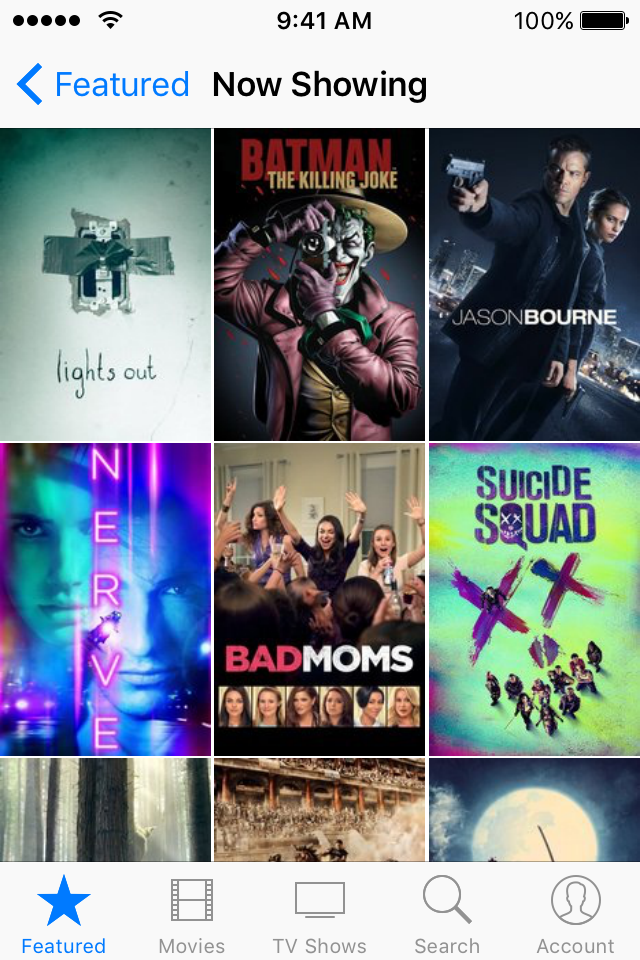 9:41 AM 100%
Featured Now Showing
lights out
BATMAN
THE KILLING JOKE
JASONBOURNE
NERVE
BADMOMS
SUICIDE
SQUAD
Featured Movies TV Shows Search Account